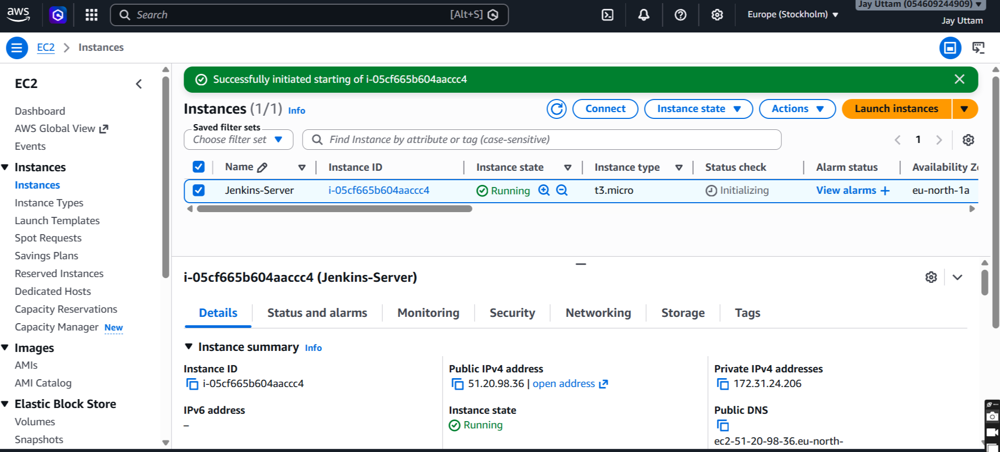 aws
Search
[Alt+S]
Europe (Stockholm)
Jay Uttam (054609244909)
Jay Uttam
EC2
Instances
EC2
Dashboard
AWS Global View
Events
Instances
Instances
Instance Types
Launch Templates
Spot Requests
Savings Plans
Reserved Instances
Dedicated Hosts
Capacity Reservations
Capacity Manager New
Images
AMIs
AMI Catalog
Elastic Block Store
Volumes
Snapshots
Successfully initiated starting of i-05cf665b604aaccc4
Instances (1/1) Info
Connect
Instance state
Actions
Launch instances
Saved filter sets
Choose filter set
Find Instance by attribute or tag (case-sensitive)
1
Name Instance ID Instance state Instance type Status check Alarm status Availability Zo
Jenkins-Server i-05cf665b604aaccc4 Running t3.micro Initializing View alarms + eu-north-1a
i-05cf665b604aaccc4 (Jenkins-Server)
Details Status and alarms Monitoring Security Networking Storage Tags
Instance summary Info
Instance ID
i-05cf665b604aaccc4
Public IPv4 address
51.20.98.36 | open address
Private IPv4 addresses
172.31.24.206
IPv6 address
–
Instance state
Running
Public DNS
ec2-51-20-98-36.eu-north-